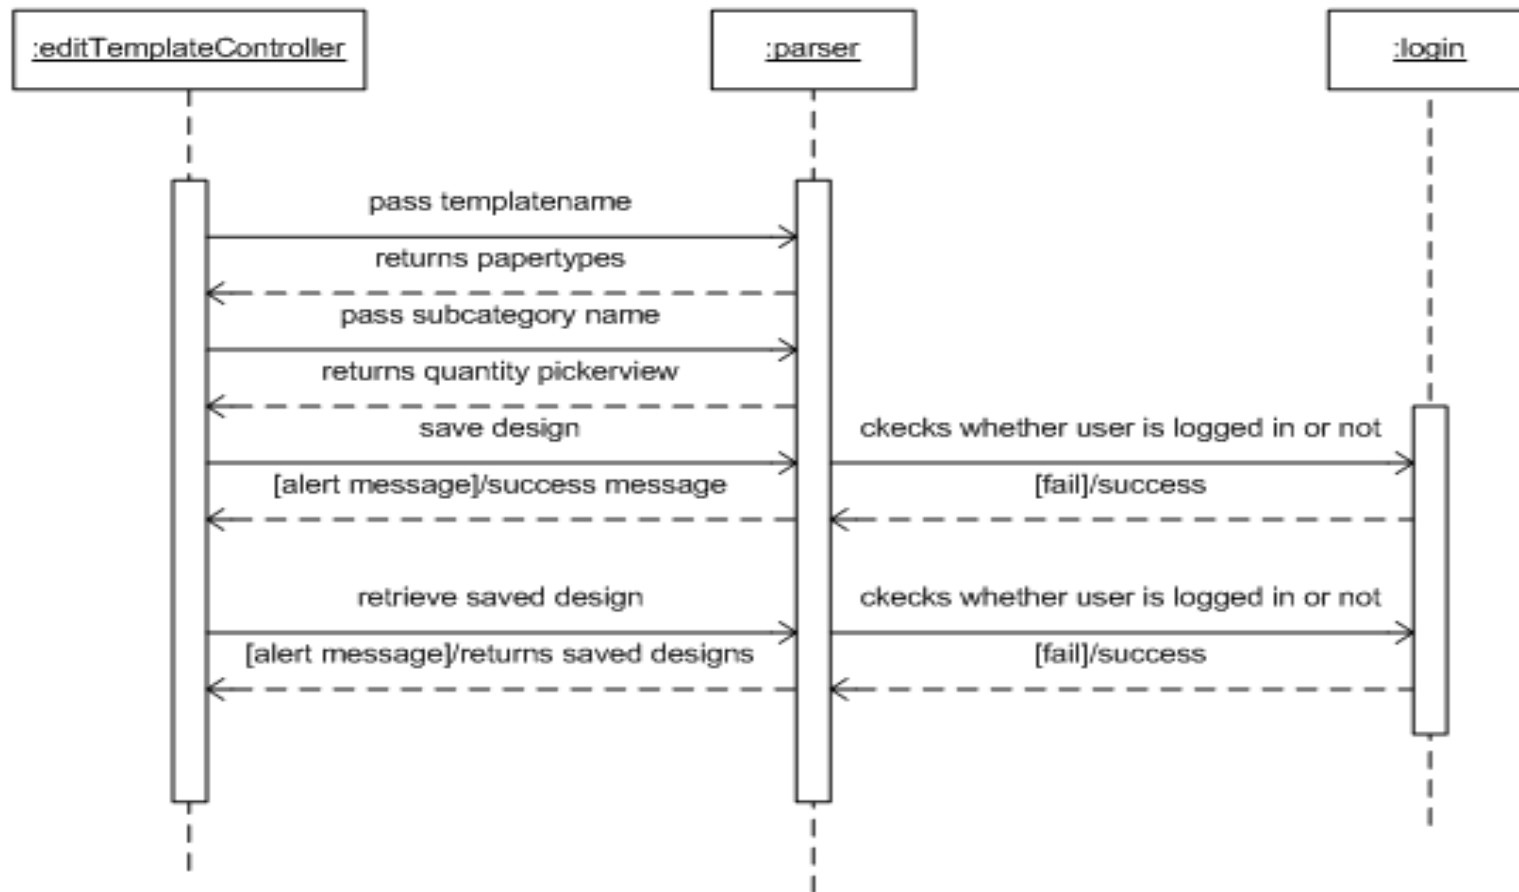 :editTemplateController
:parser
:login
pass templatename
returns papertypes
pass subcategory name
returns quantity pickerview
save design
ckecks whether user is logged in or not
[alert message]/success message
[fail]/success
retrieve saved design
ckecks whether user is logged in or not
[alert message]/returns saved designs
[fail]/success